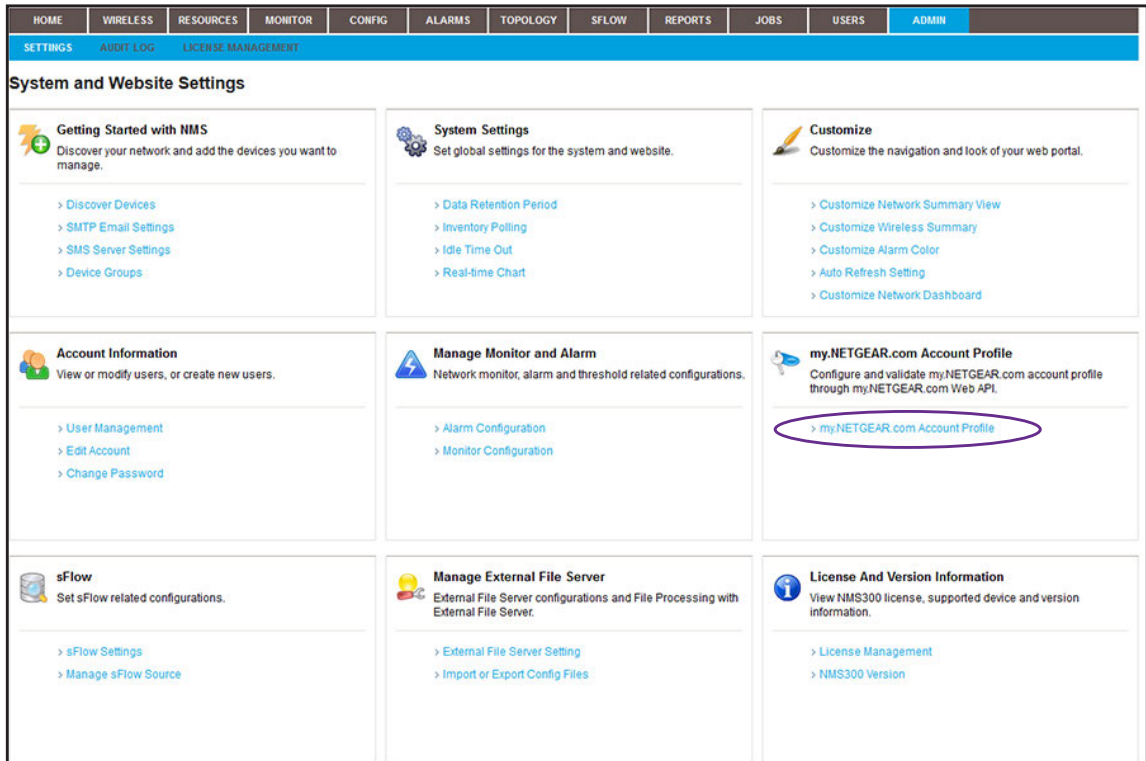 HOME WIRELESS RESOURCES MONITOR CONFIG ALARMS TOPOLOGY SFLOW REPORTS JOBS USERS ADMIN
SETTINGS AUDIT LOG LICENSE MANAGEMENT
System and Website Settings
Getting Started with NMS
Discover your network and add the devices you want to
manage.
> Discover Devices
> SMTP Email Settings
> SMS Server Settings
> Device Groups
System Settings
Set global settings for the system and website.
> Data Retention Period
> Inventory Polling
> Idle Time Out
> Real-time Chart
Customize
Customize the navigation and look of your web portal.
> Customize Network Summary View
> Customize Wireless Summary
> Customize Alarm Color
> Auto Refresh Setting
> Customize Network Dashboard
Account Information
View or modify users, or create new users.
> User Management
> Edit Account
> Change Password
Manage Monitor and Alarm
Network monitor, alarm and threshold related configurations.
> Alarm Configuration
> Monitor Configuration
my.NETGEAR.com Account Profile
Configure and validate my.NETGEAR.com account profile
through my.NETGEAR.com Web API.
> my.NETGEAR.com Account Profile
sFlow
Set sFlow related configurations.
> sFlow Settings
> Manage sFlow Source
Manage External File Server
External File Server configurations and File Processing with
External File Server.
> External File Server Setting
> Import or Export Config Files
License And Version Information
View NMS300 license, supported device and version
information.
> License Management
> NMS300 Version